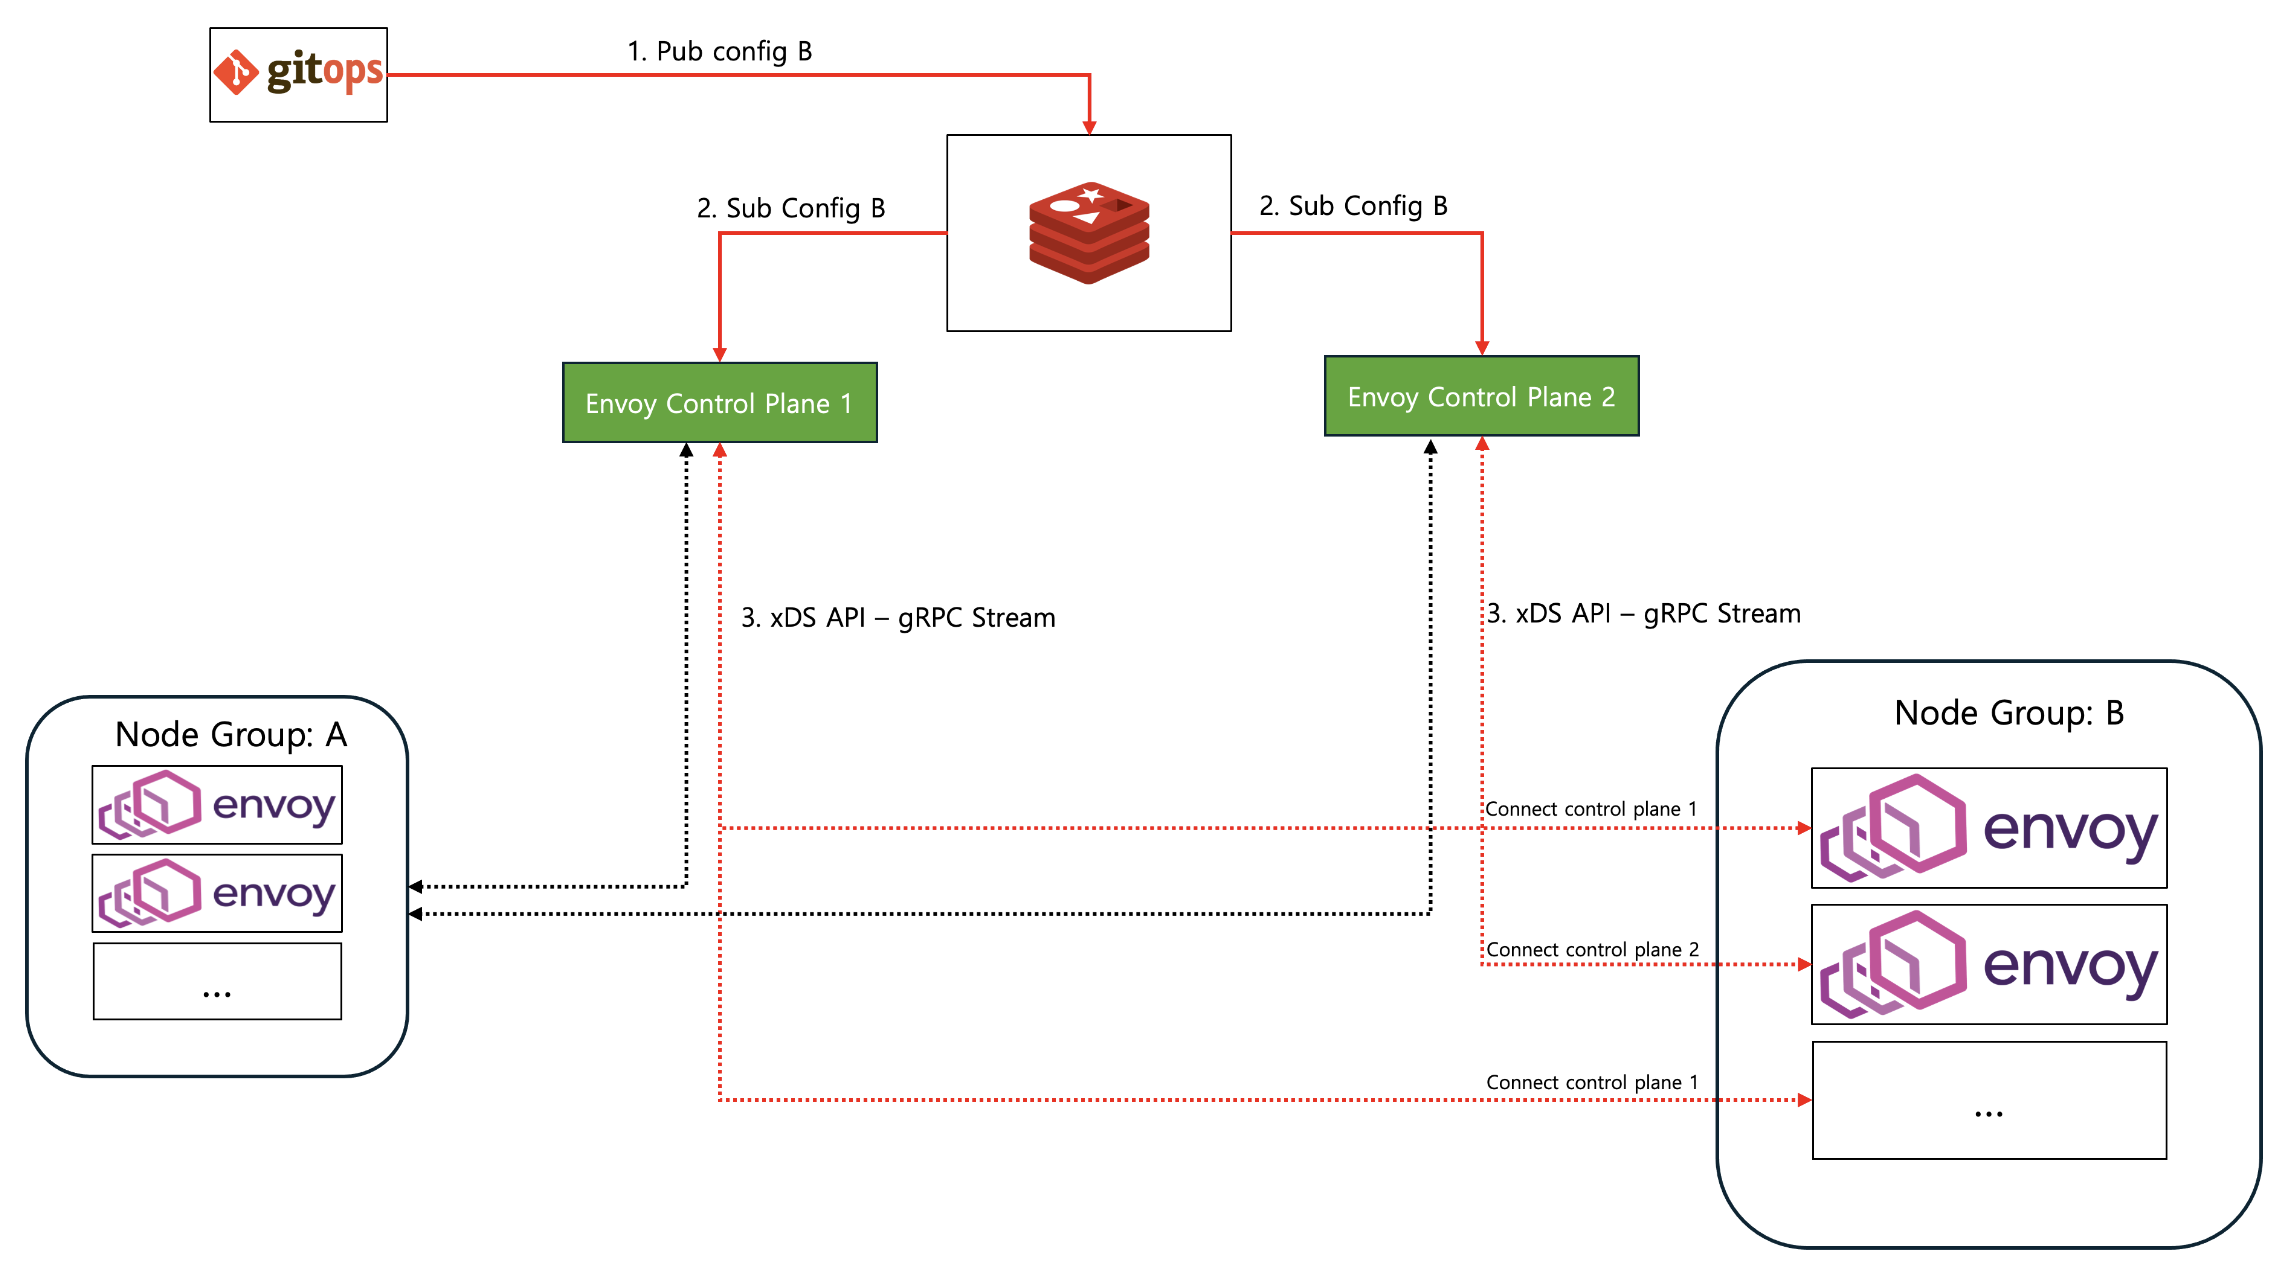 gitops
1. Pub config B
2. Sub Config B
2. Sub Config B
Envoy Control Plane 1
Envoy Control Plane 2
3. xDS API – gRPC Stream
3. xDS API – gRPC Stream
Node Group: A
envoy
envoy
...
Node Group: B
Connect control plane 1
envoy
Connect control plane 2
envoy
Connect control plane 1
...